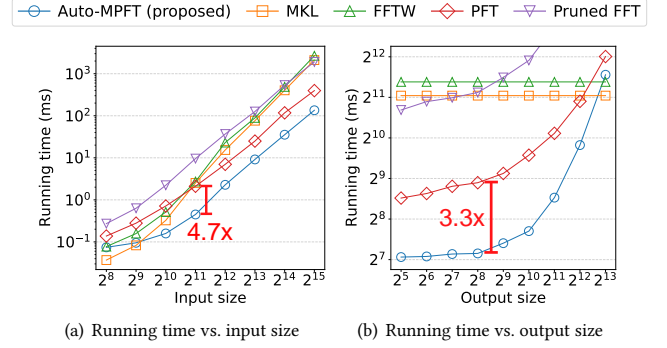 Auto-MPFT (proposed) MKL FFTW PFT Pruned FFT
Running time (ms)
10³
10²
10¹
10⁰
10⁻¹
4.7x
2⁸ 2⁹ 2¹⁰ 2¹¹ 2¹² 2¹³ 2¹⁴ 2¹⁵
Input size
(a) Running time vs. input size
Running time (ms)
2¹²
2¹¹
2¹⁰
2⁹
2⁸
2⁷
3.3x
2⁵ 2⁶ 2⁷ 2⁸ 2⁹ 2¹⁰ 2¹¹ 2¹² 2¹³
Output size
(b) Running time vs. output size